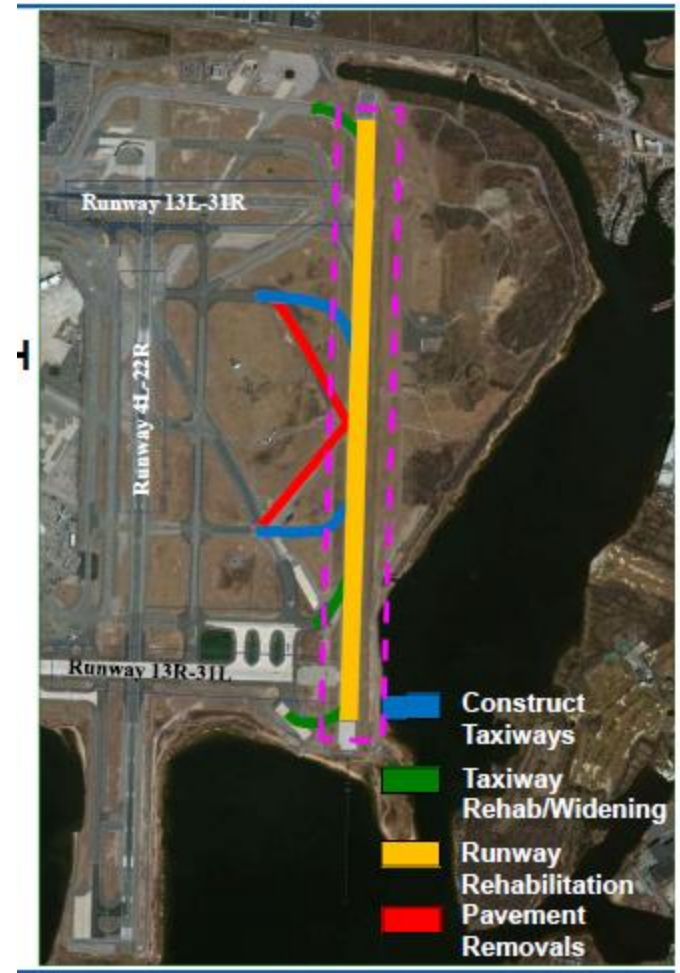 Runway 13L-31R
Runway 4L-22R
Runway 13R-31L
Construct
Taxiways
Taxiway
Rehab/Widening
Runway
Rehabilitation
Pavement
Removals